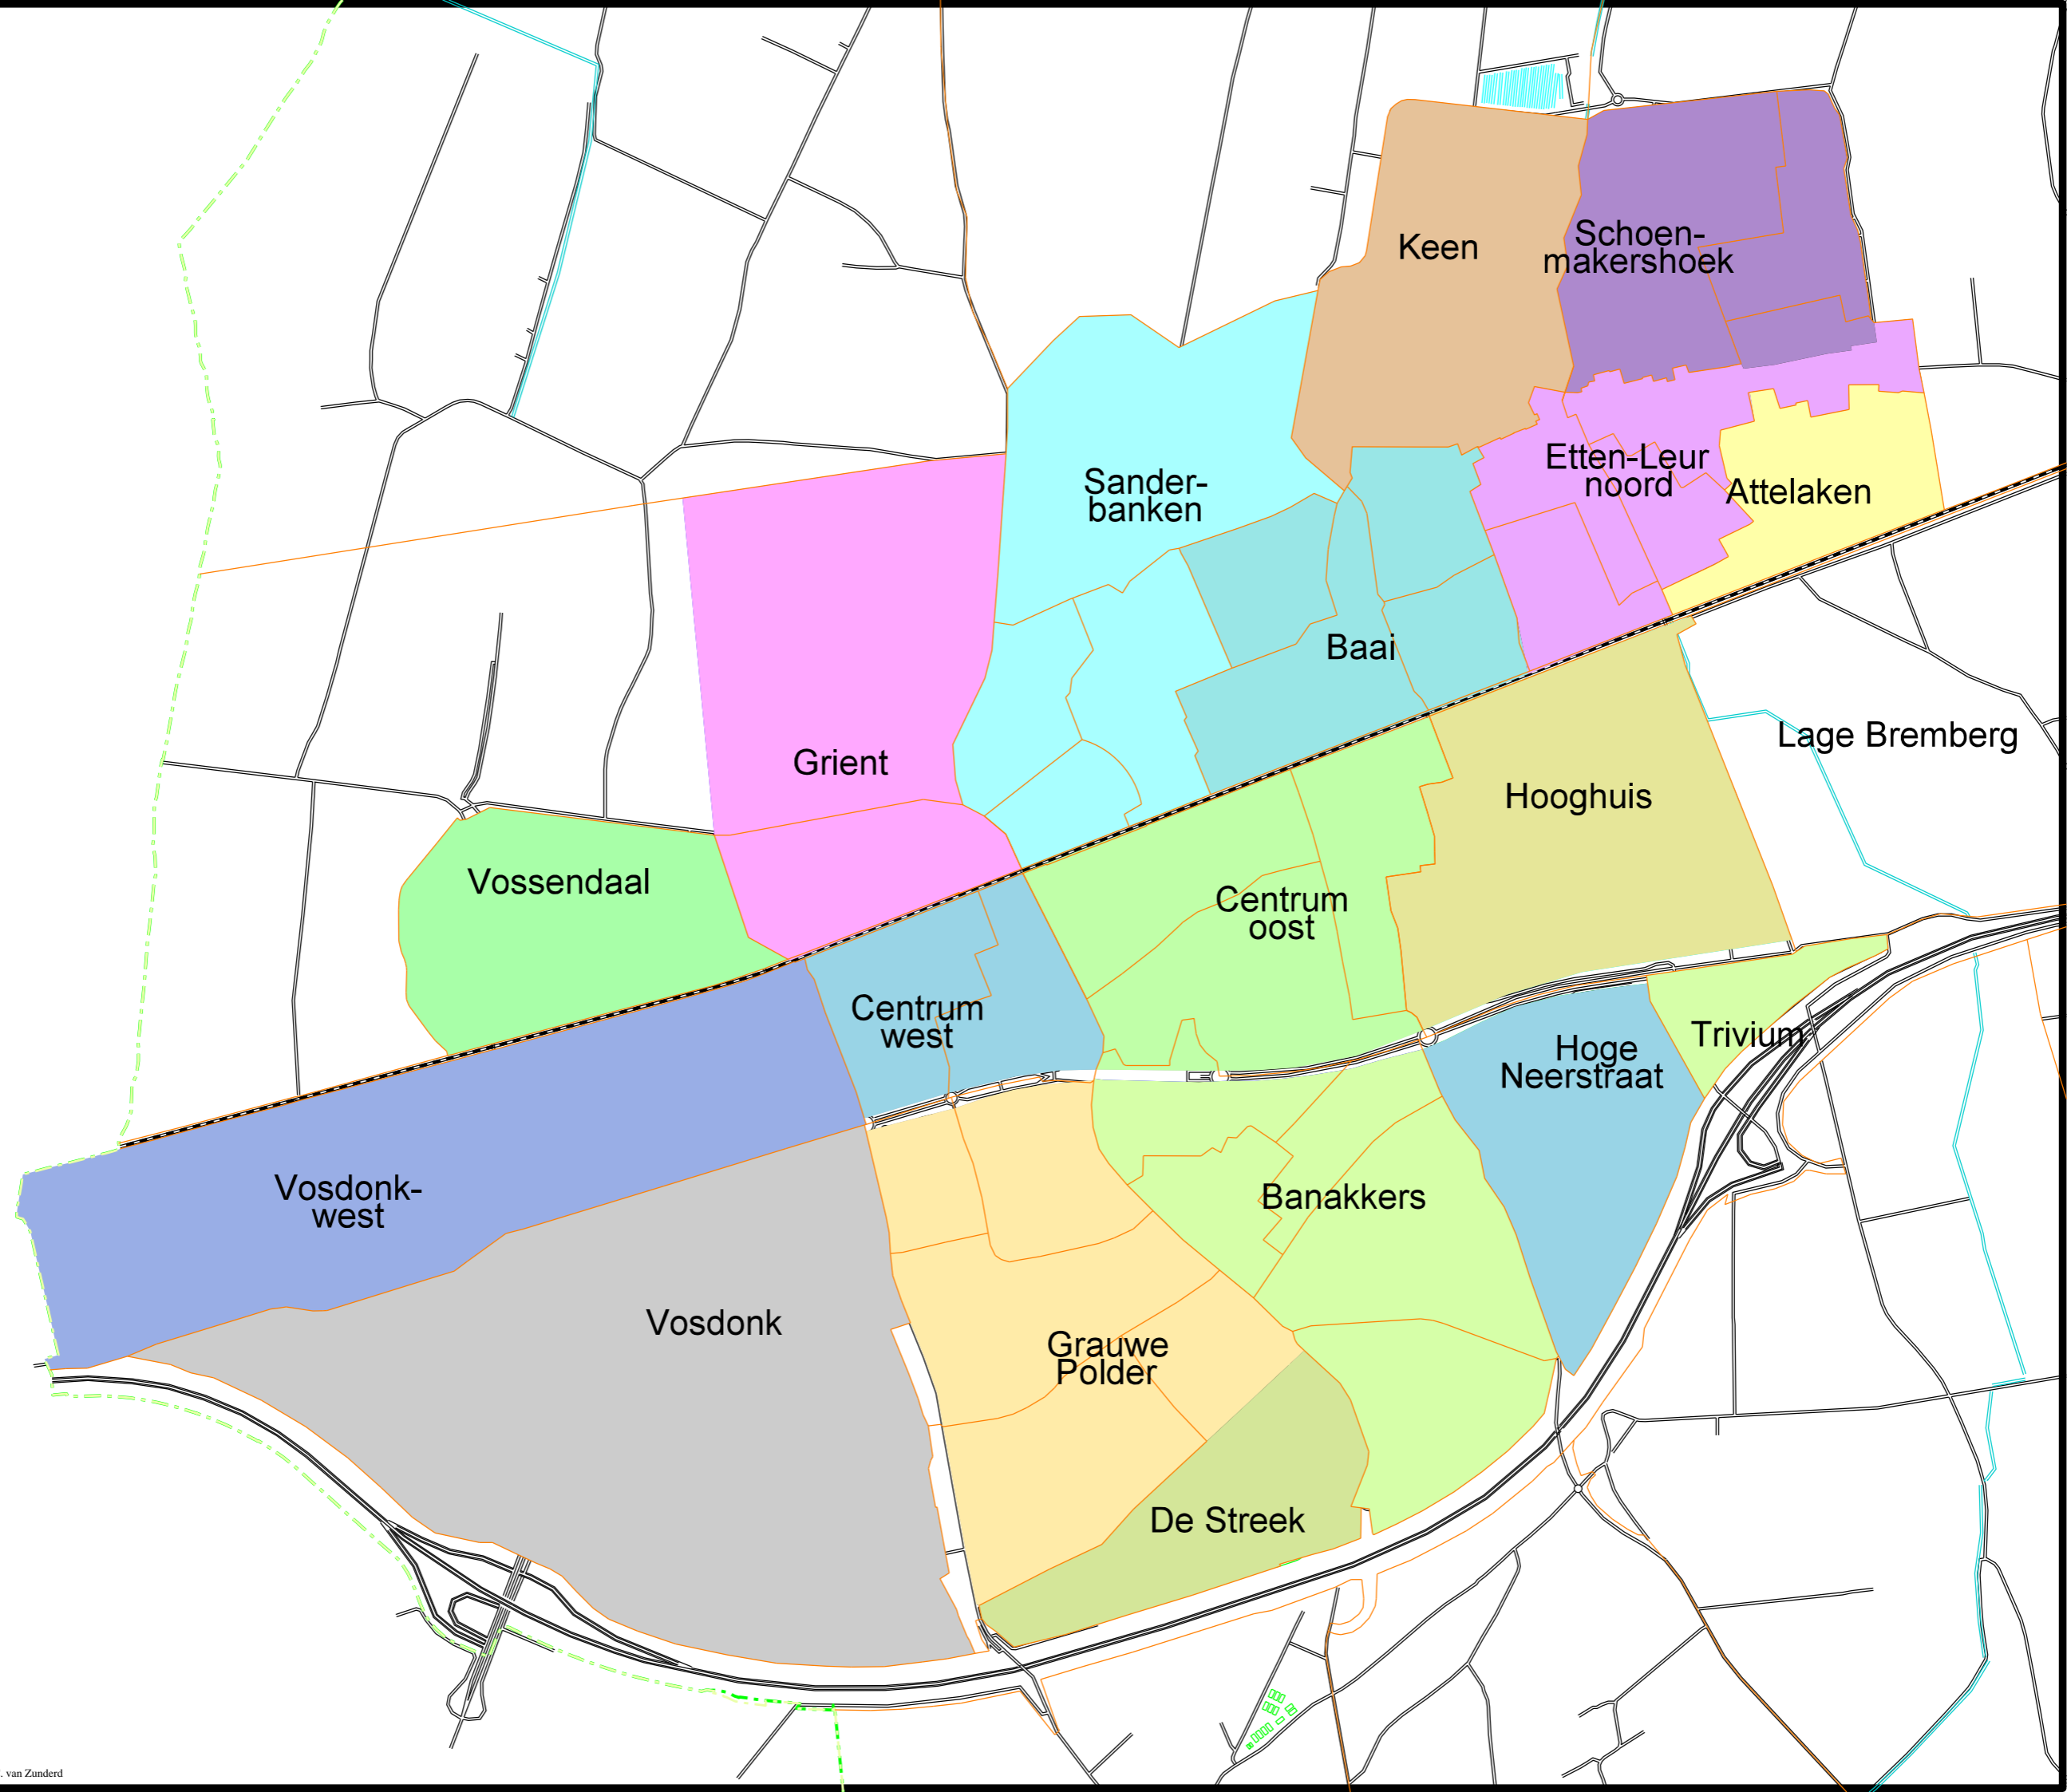 Keen
Schoen-
makershoek
Etten-Leur
noord
Attelaken
Sander-
banken
Baai
Lage Bremberg
Grient
Hooghuis
Vossendaal
Centrum
oost
Centrum
west
Trivium
Hoge
Neerstraat
Vosdonk-
west
Banakkers
Vosdonk
Grauwe
Polder
De Streek
. van Zunderd